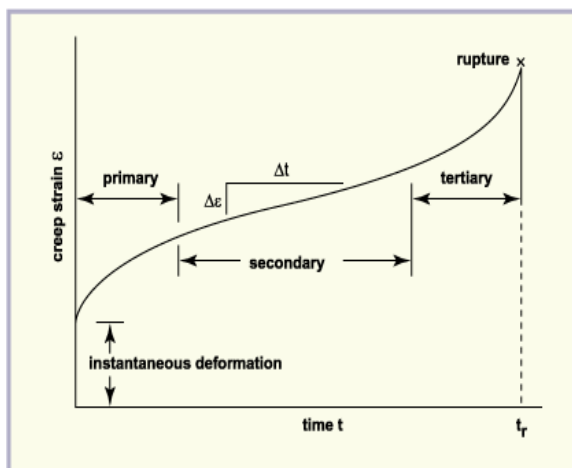 rupture ×
creep strain ε
primary
Δt
Δε
tertiary
secondary
instantaneous deformation
time t
tr